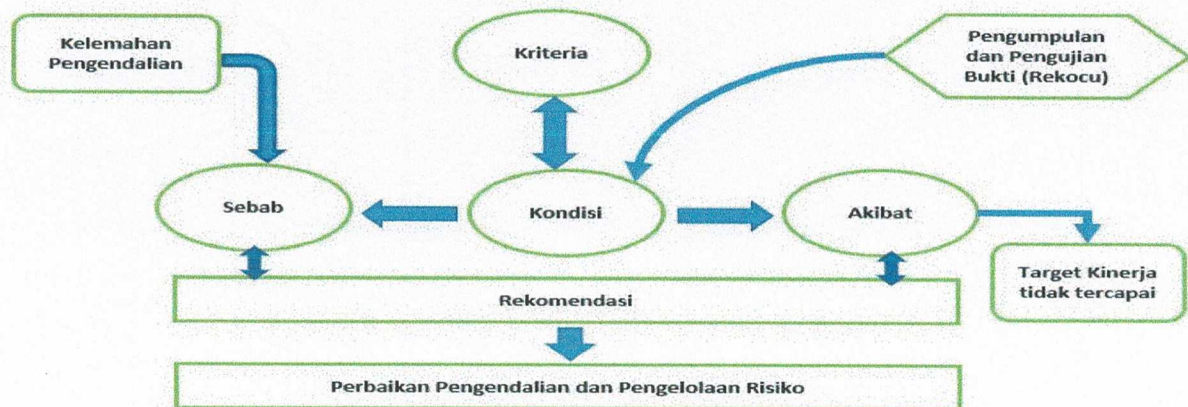 Kelemahan
Pengendalian
Kriteria
Pengumpulan
dan Pengujian
Bukti (Rekocu)
Sebab
Kondisi
Akibat
Target Kinerja
tidak tercapai
Rekomendasi
Perbaikan Pengendalian dan Pengelolaan Risiko